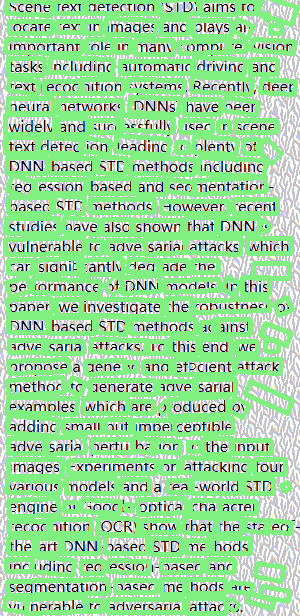 Scene text detection (STD) aims to
locate text in images and plays an
important role in many computer vision
tasks including automatic driving and
text recognition systems. Recently, deep
neural networks (DNNs) have been
widely and successfully used in scene
text detection, leading to plenty of
DNN-based STD methods including
regression-based and segmentation-
based STD methods. However, recent
studies have also shown that DNN is
vulnerable to adversarial attacks, which
can significantly degrade the
performance of DNN models. In this
paper, we investigate the robustness of
DNN-based STD methods against
adversarial attacks. To this end, we
propose a generic and efficient attack
method to generate adversarial
examples, which are produced by
adding small but imperceptible
adversarial perturbation to the input
images. Experiments on attacking four
various models and a real-world STD
engine of Google optical character
recognition (OCR) show that the state-of-
the-art DNN-based STD methods
including regression-based and
segmentation-based methods are
vulnerable to adversarial attacks.